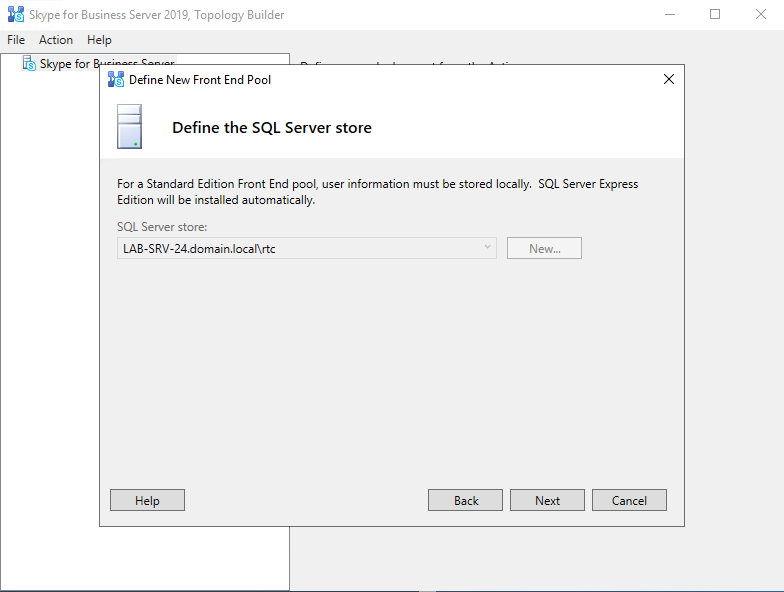 Skype for Business Server 2019, Topology Builder
File Action Help
Skype for Business Server
Define New Front End Pool
Define the SQL Server store
For a Standard Edition Front End pool, user information must be stored locally. SQL Server Express
Edition will be installed automatically.
SQL Server store:
LAB-SRV-24.domain.local\rtc
New...
Help Back Next Cancel